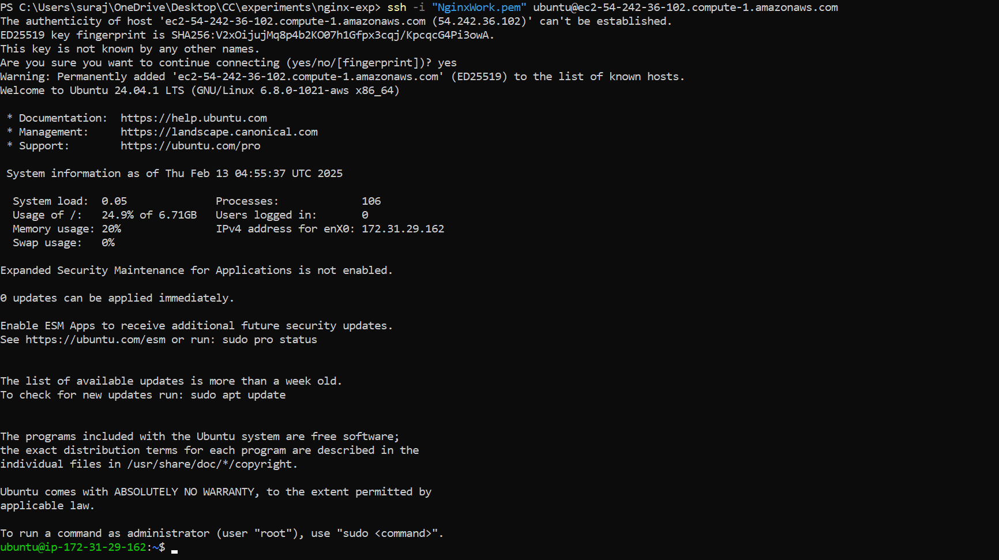 PS C:\Users\suraj\OneDrive\Desktop\CC\experiments\nginx-exp> ssh -i "NginxWork.pem" ubuntu@ec2-54-242-36-102.compute-1.amazonaws.com
The authenticity of host 'ec2-54-242-36-102.compute-1.amazonaws.com (54.242.36.102)' can't be established.
ED25519 key fingerprint is SHA256:V2xOijujMq8p4b2KO07h1Gfpx3cqj/KpcqcG4Pi3owA.
This key is not known by any other names.
Are you sure you want to continue connecting (yes/no/[fingerprint])? yes
Warning: Permanently added 'ec2-54-242-36-102.compute-1.amazonaws.com' (ED25519) to the list of known hosts.
Welcome to Ubuntu 24.04.1 LTS (GNU/Linux 6.8.0-1021-aws x86_64)
* Documentation:  https://help.ubuntu.com
* Management:     https://landscape.canonical.com
* Support:        https://ubuntu.com/pro
System information as of Thu Feb 13 04:55:37 UTC 2025
System load:  0.05              Processes:             106
Usage of /:   24.9% of 6.71GB   Users logged in:       0
Memory usage: 20%               IPv4 address for enX0: 172.31.29.162
Swap usage:   0%
Expanded Security Maintenance for Applications is not enabled.
0 updates can be applied immediately.
Enable ESM Apps to receive additional future security updates.
See https://ubuntu.com/esm or run: sudo pro status
The list of available updates is more than a week old.
To check for new updates run: sudo apt update
The programs included with the Ubuntu system are free software;
the exact distribution terms for each program are described in the
individual files in /usr/share/doc/*/copyright.
Ubuntu comes with ABSOLUTELY NO WARRANTY, to the extent permitted by
applicable law.
To run a command as administrator (user "root"), use "sudo <command>".
ubuntu@ip-172-31-29-162:~$